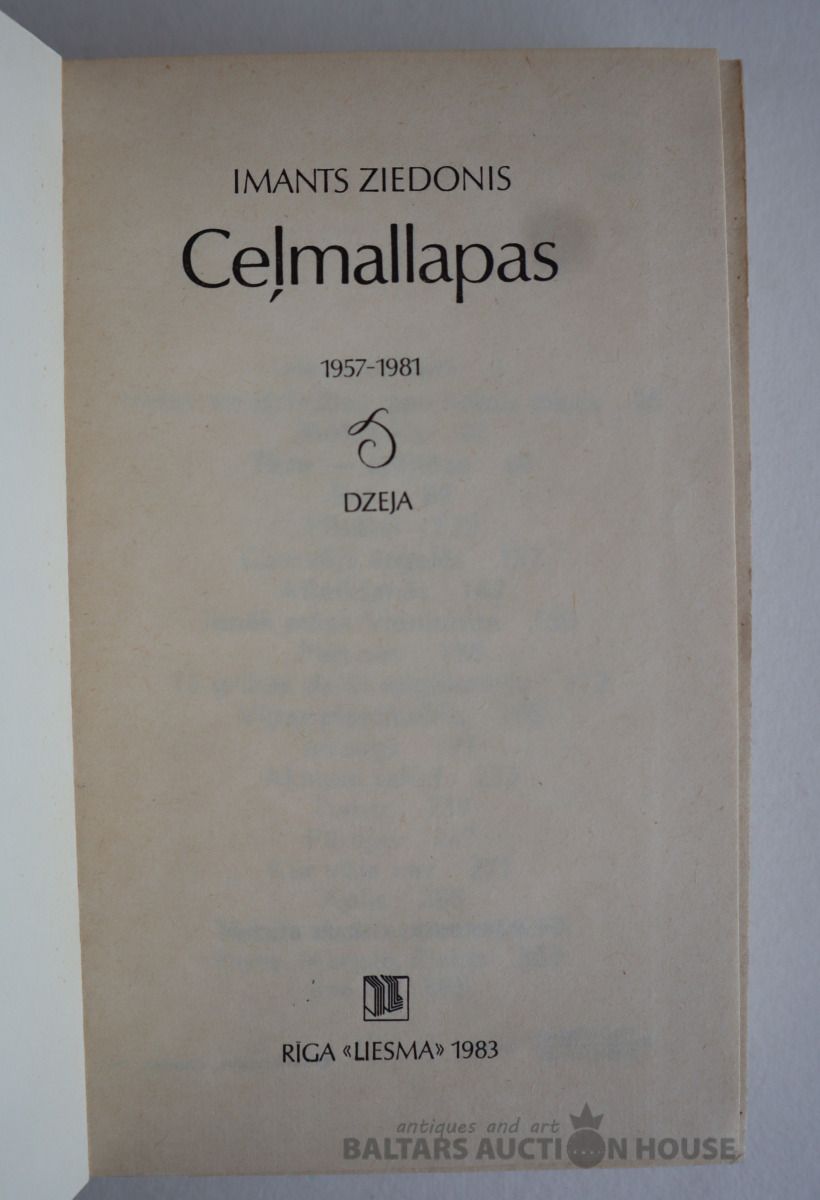 IMANTS ZIEDONIS
Ceļmallapas
1957-1981
DZEJA
RĪGA «LIESMA» 1983
antiques and art
BALTARS AUCTION HOUSE